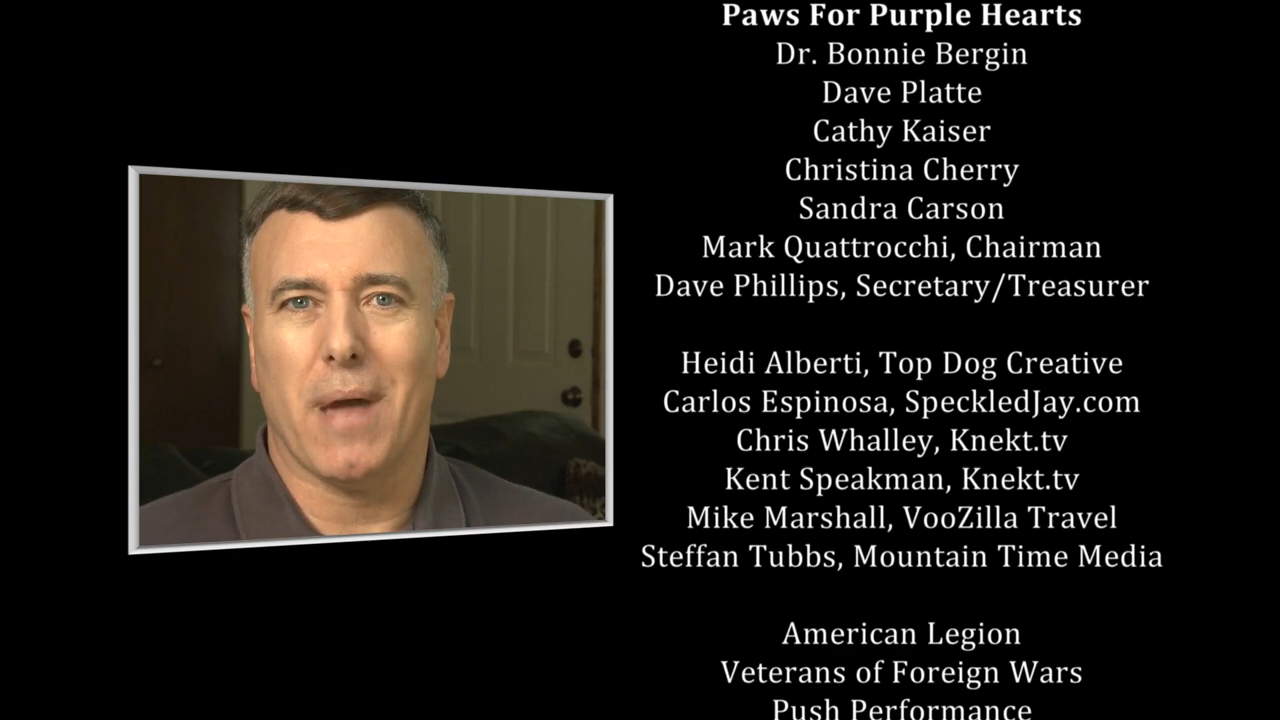 Paws For Purple Hearts
Dr. Bonnie Bergin
Dave Platte
Cathy Kaiser
Christina Cherry
Sandra Carson
Mark Quattrocchi, Chairman
Dave Phillips, Secretary/Treasurer
Heidi Alberti, Top Dog Creative
Carlos Espinosa, SpeckledJay.com
Chris Whalley, Knekt.tv
Kent Speakman, Knekt.tv
Mike Marshall, VooZilla Travel
Steffan Tubbs, Mountain Time Media
American Legion
Veterans of Foreign Wars
Push Performance